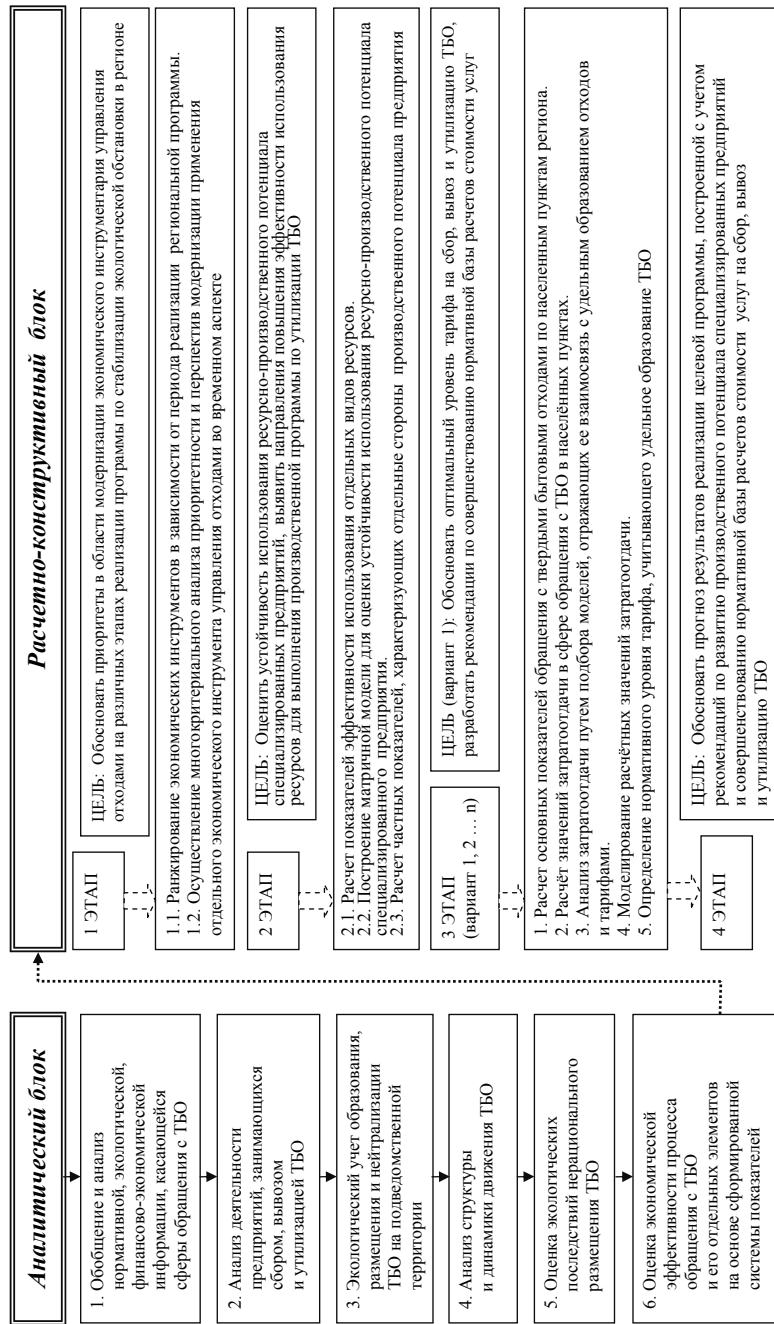 Аналитический блок
1. Обобщение и анализ
нормативной, экологической,
финансово-экономической
информации, касающейся
сферы обращения с ТБО
2. Анализ деятельности
предприятий, занимающихся
сбором, вывозом
и утилизацией ТБО
3. Экологический учет образования,
размещения и нейтрализации
ТБО на подведомственной
территории
4. Анализ структуры
и динамики движения ТБО
5. Оценка экологических
последствий нерационального
размещения ТБО
6. Оценка экономической
эффективности процесса
обращения с ТБО
и его отдельных элементов
на основе сформированной
системы показателей
Расчетно-конструктивный блок
1 ЭТАП
ЦЕЛЬ: Обосновать приоритеты в области модернизации экономического инструментария управления
отходами на различных этапах реализации программы по стабилизации экологической обстановки в регионе
1.1. Ранжирование экономических инструментов в зависимости от периода реализации региональной программы.
1.2. Осуществление многокритериального анализа приоритетности и перспектив модернизации применения
отдельного экономического инструмента управления отходами во временном аспекте
2 ЭТАП
ЦЕЛЬ: Оценить устойчивость использования ресурсно-производственного потенциала
специализированных предприятий, выявить направления повышения эффективности использования
ресурсов для выполнения производственной программы по утилизации ТБО
2.1. Расчет показателей эффективности использования отдельных видов ресурсов.
2.2. Построение матричной модели для оценки устойчивости использования ресурсно-производственного потенциала
специализированного предприятия.
2.3. Расчет частных показателей, характеризующих отдельные стороны производственного потенциала предприятия
3 ЭТАП
(вариант 1, 2 ... n)
ЦЕЛЬ (вариант 1): Обосновать оптимальный уровень тарифа на сбор, вывоз и утилизацию ТБО,
разработать рекомендации по совершенствованию нормативной базы расчетов стоимости услуг
1. Расчет основных показателей обращения с твердыми бытовыми отходами по населенным пунктам региона.
2. Расчёт значений затратоотдачи в сфере обращения с ТБО в населённых пунктах.
3. Анализ затратоотдачи путем подбора моделей, отражающих ее взаимосвязь с удельным образованием отходов
и тарифами.
4. Моделирование расчётных значений затратоотдачи.
5. Определение нормативного уровня тарифа, учитывающего удельное образование ТБО
4 ЭТАП
ЦЕЛЬ: Обосновать прогноз результатов реализации целевой программы, построенной с учетом
рекомендаций по развитию производственного потенциала специализированных предприятий
и совершенствованию нормативной базы расчетов стоимости услуг на сбор, вывоз
и утилизацию ТБО